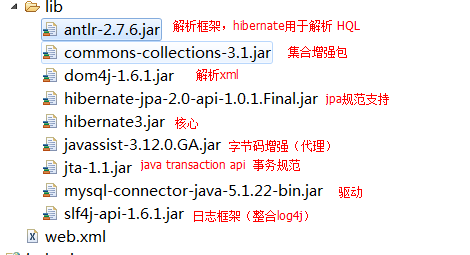 lib
antlr-2.7.6.jar 解析框架，hibernate用于解析 HQL
commons-collections-3.1.jar 集合增强包
dom4j-1.6.1.jar 解析xml
hibernate-jpa-2.0-api-1.0.1.Final.jar jpa规范支持
hibernate3.jar 核心
javassist-3.12.0.GA.jar 字节码增强（代理）
jta-1.1.jar java transaction api 事务规范
mysql-connector-java-5.1.22-bin.jar 驱动
slf4j-api-1.6.1.jar 日志框架（整合log4j）
web.xml